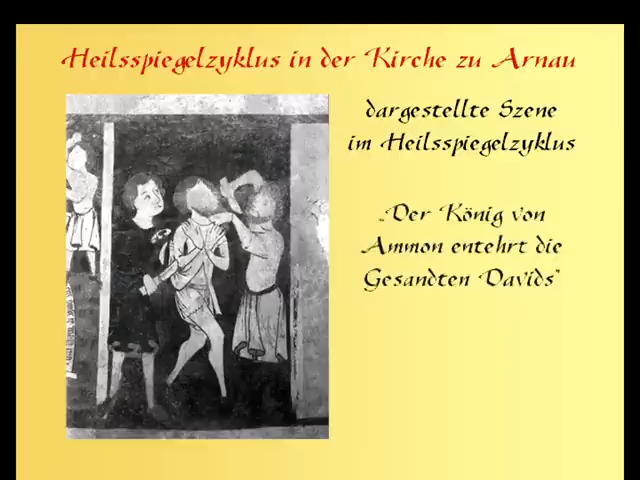 Heilsspiegelzyklus in der Kirche zu Arnau
dargestellte Szene
im Heilsspiegelzyklus
„Der König von
Ammon entehrt die
Gesandten Davids"